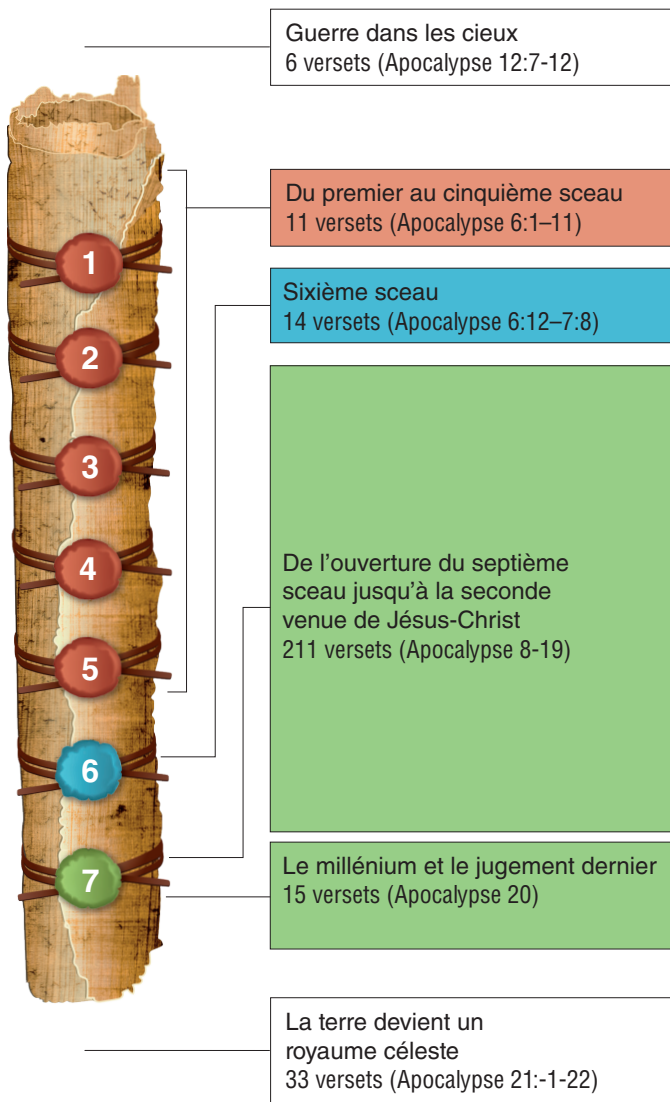 Guerre dans les cieux
6 versets (Apocalypse 12:7-12)
Du premier au cinquième sceau
11 versets (Apocalypse 6:1–11)
1
Sixième sceau
14 versets (Apocalypse 6:12–7:8)
2
3
4
De l’ouverture du septième
sceau jusqu’à la seconde
venue de Jésus-Christ
211 versets (Apocalypse 8-19)
5
6
7
Le millénium et le jugement dernier
15 versets (Apocalypse 20)
La terre devient un
royaume céleste
33 versets (Apocalypse 21:-1-22)